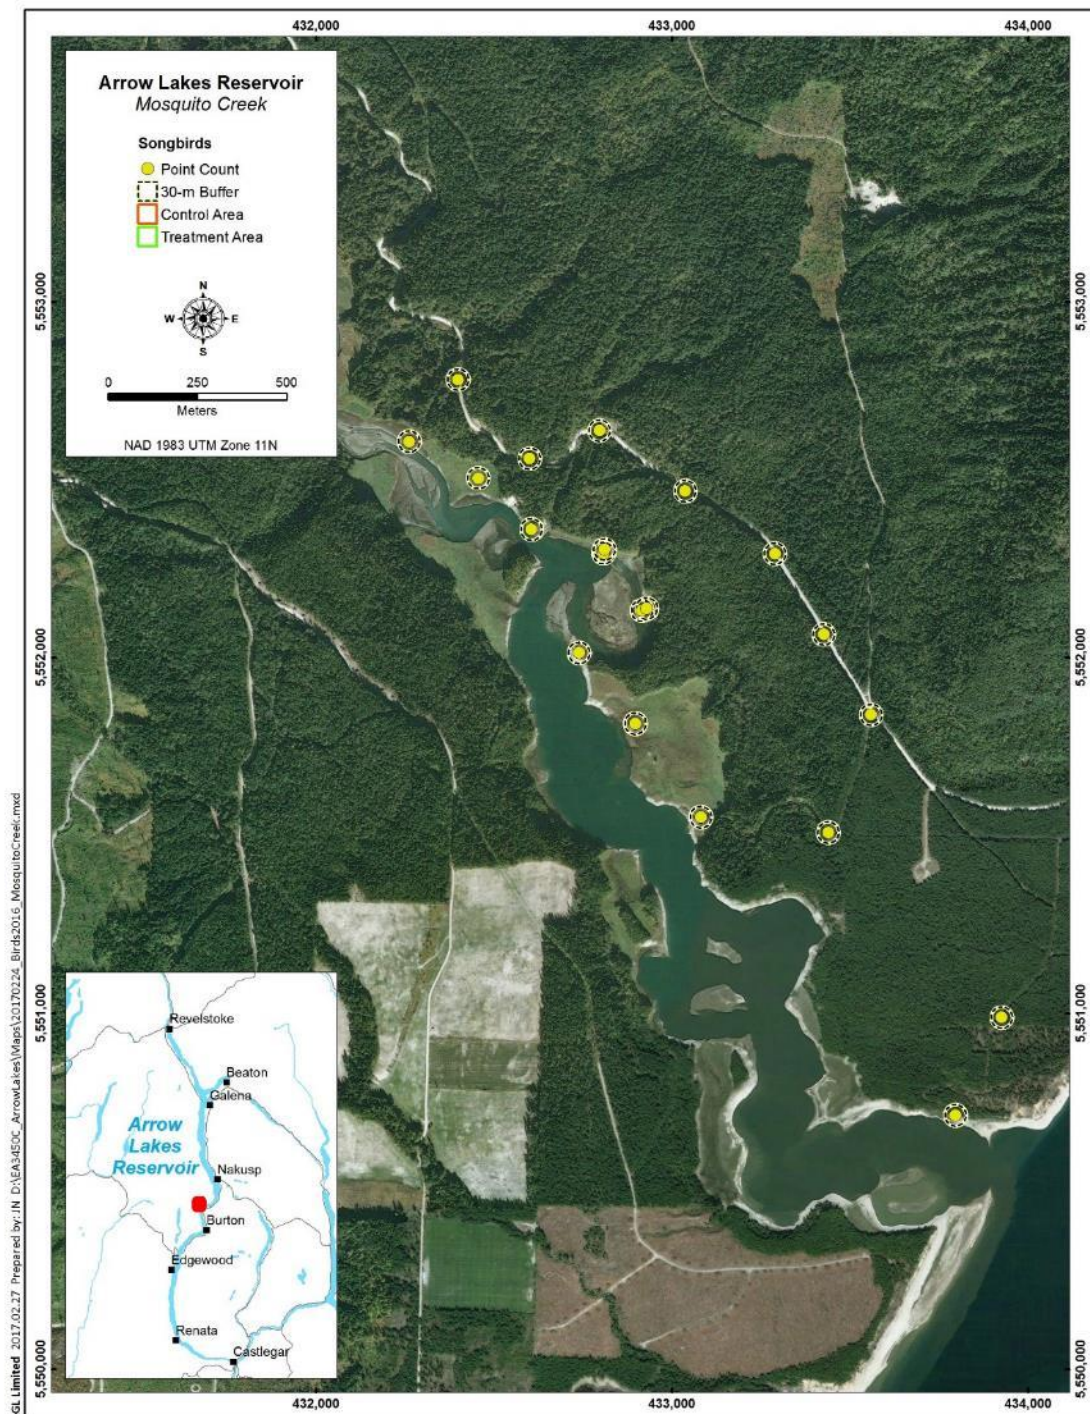 432,000 433,000 434,000
Arrow Lakes Reservoir
Mosquito Creek
Songbirds
Point Count
30-m Buffer
Control Area
Treatment Area
N
W E
S
0 250 500
Meters
NAD 1983 UTM Zone 11N
5,553,000 5,553,000
5,552,000 5,552,000
5,551,000 5,551,000
5,550,000 5,550,000
Revelstoke
Beaton
Galena
Arrow
Lakes
Reservoir
Nakusp
Burton
Edgewood
Renata
Castlegar
432,000 433,000 434,000
GL Limited 2017.02.27 Prepared by: JN D:\EA3450C_ArrowLakes\Maps\20170224_Birds2016_MosquitoCreek.mxd